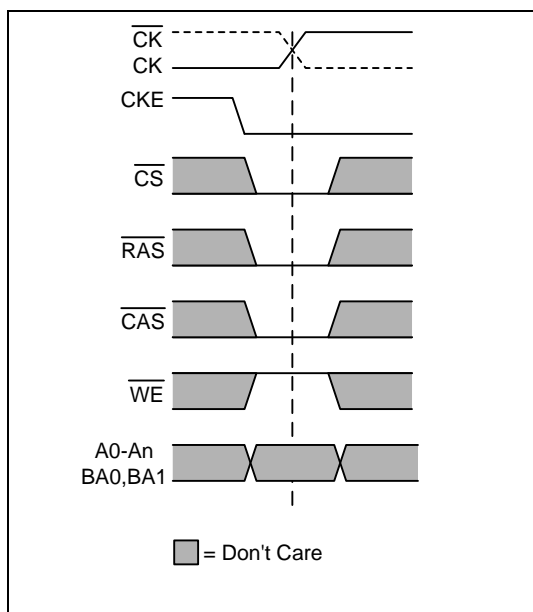 CK
CK
CKE
CS
RAS
CAS
WE
A0-An
BA0,BA1
= Don't Care